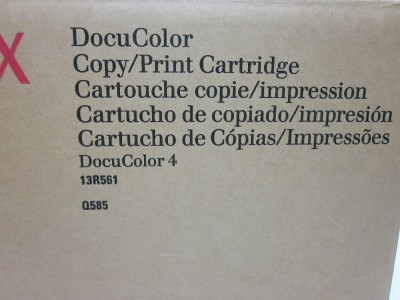 X
DocuColor
Copy/Print Cartridge
Cartouche copie/impression
Cartucho de copiado/impresión
Cartucho de Cópias/Impressões
DocuColor 4
13R561
Q585